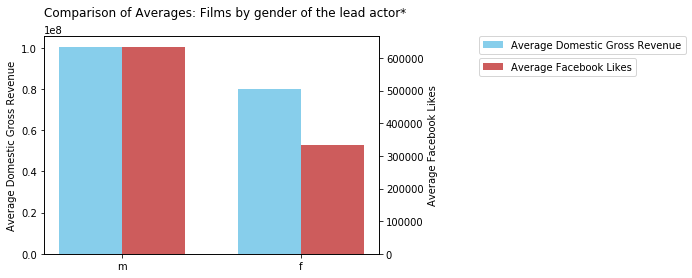 Comparison of Averages: Films by gender of the lead actor*
1e8
1.0
0.8
0.6
0.4
0.2
0.0
Average Domestic Gross Revenue
m
f
600000
500000
400000
300000
200000
100000
0
Average Facebook Likes
Average Domestic Gross Revenue
Average Facebook Likes